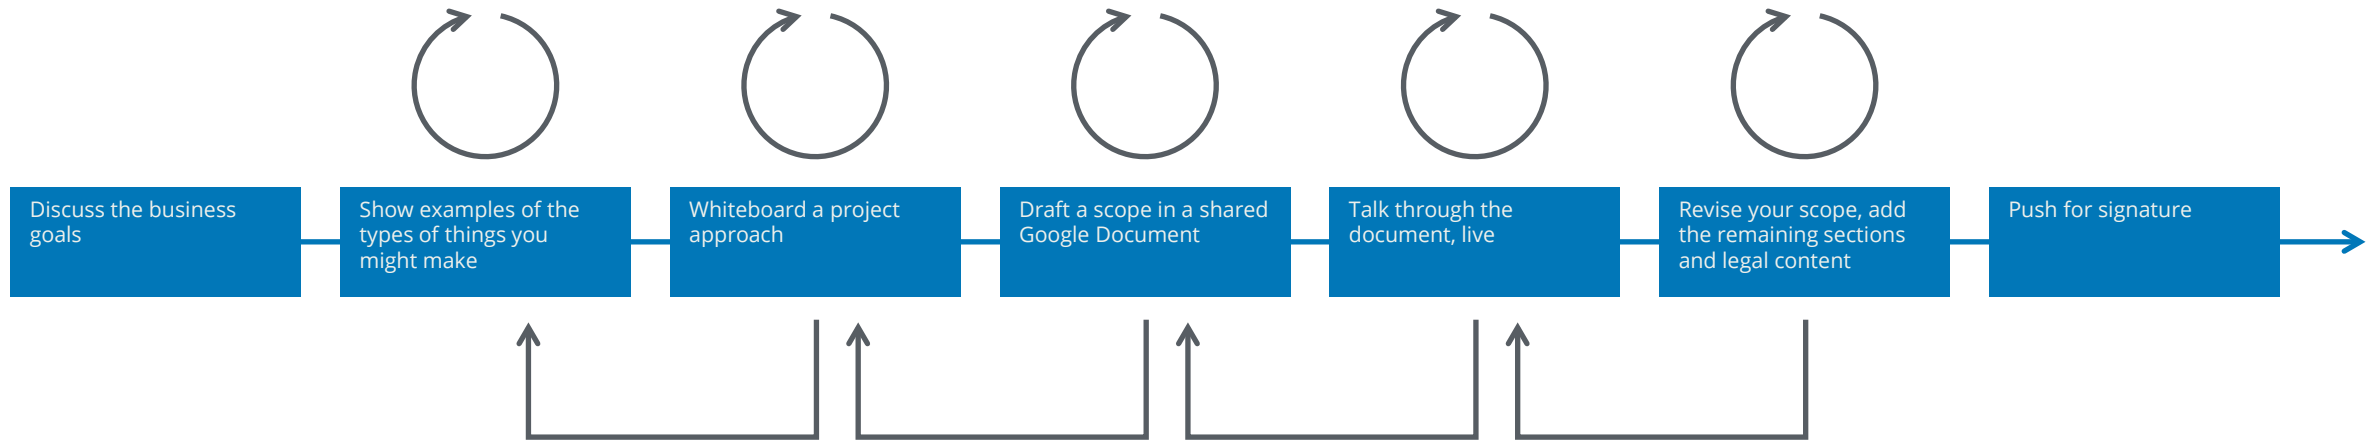 Discuss the business
goals
Show examples of the
types of things you
might make
Whiteboard a project
approach
Draft a scope in a shared
Google Document
Talk through the
document, live
Revise your scope, add
the remaining sections
and legal content
Push for signature